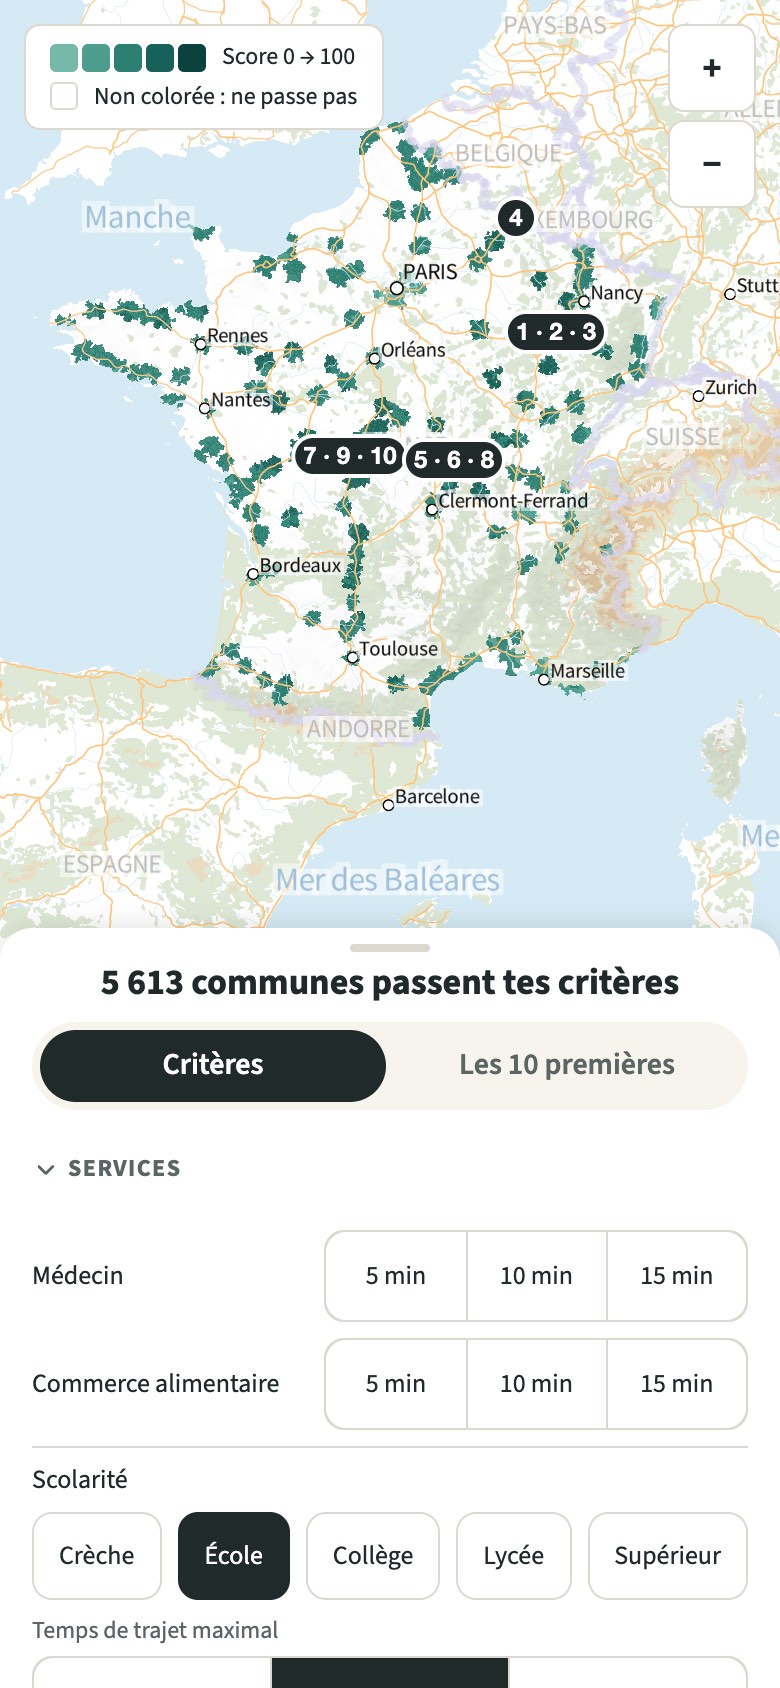 Score 0 → 100
Non colorée : ne passe pas
+
−
PAYS-BAS
BELGIQUE
Manche
4
PARIS
Nancy
Stutt
1 · 2 · 3
Rennes
Orléans
Nantes
Zurich
SUISSE
7 · 9 · 10
5 · 6 · 8
Clermont-Ferrand
Bordeaux
Toulouse
Marseille
ANDORRE
Barcelone
ESPAGNE
Mer des Baléares
Me
5 613 communes passent tes critères
Critères
Les 10 premières
SERVICES
Médecin
5 min
10 min
15 min
Commerce alimentaire
5 min
10 min
15 min
Scolarité
Crèche
École
Collège
Lycée
Supérieur
Temps de trajet maximal